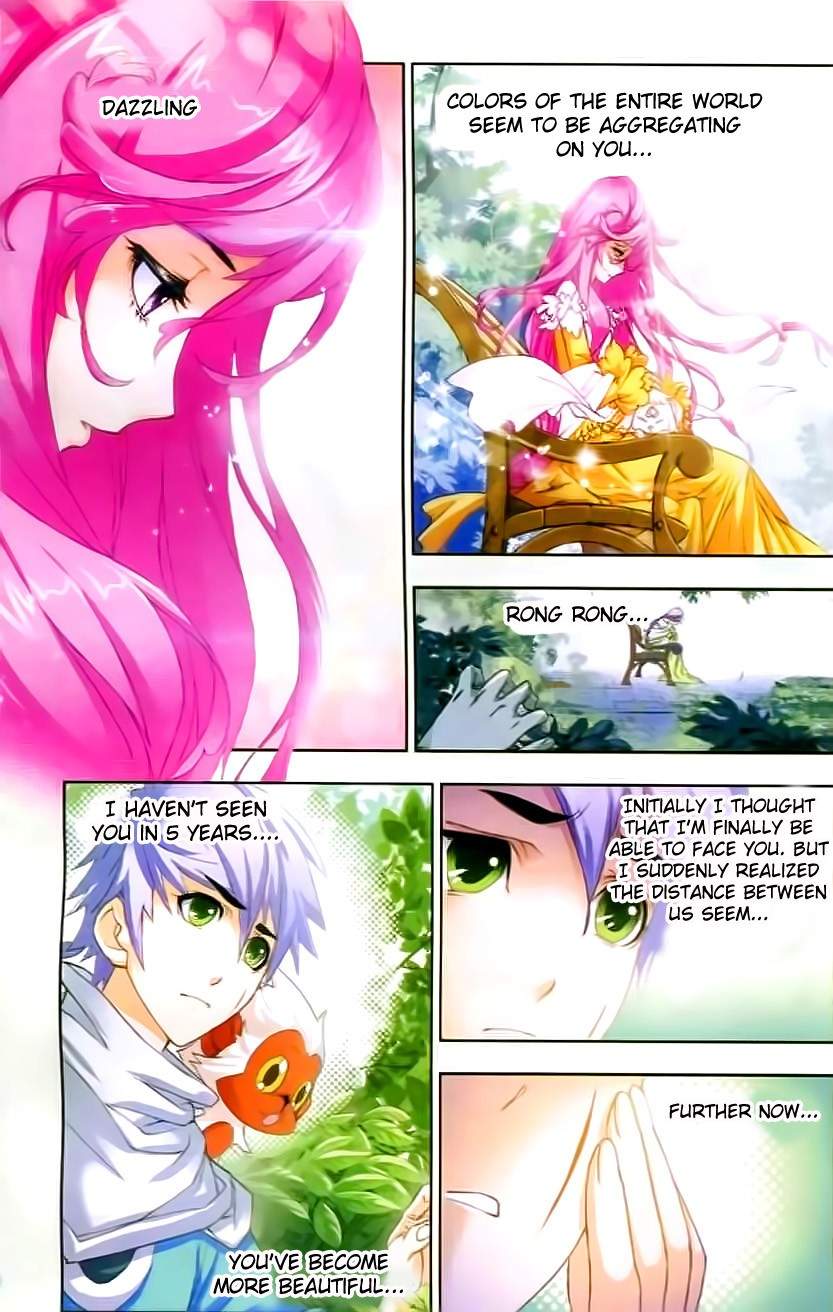 DAZZLING
COLORS OF THE ENTIRE WORLD
SEEM TO BE AGGREGATING
ON YOU...
RONG RONG...
I HAVEN'T SEEN
YOU IN 5 YEARS....
YOU'VE BECOME
MORE BEAUTIFUL...
INITIALLY I THOUGHT
THAT I'M FINALLY BE
ABLE TO FACE YOU. BUT
I SUDDENLY REALIZED
THE DISTANCE BETWEEN
US SEEM...
FURTHER NOW...